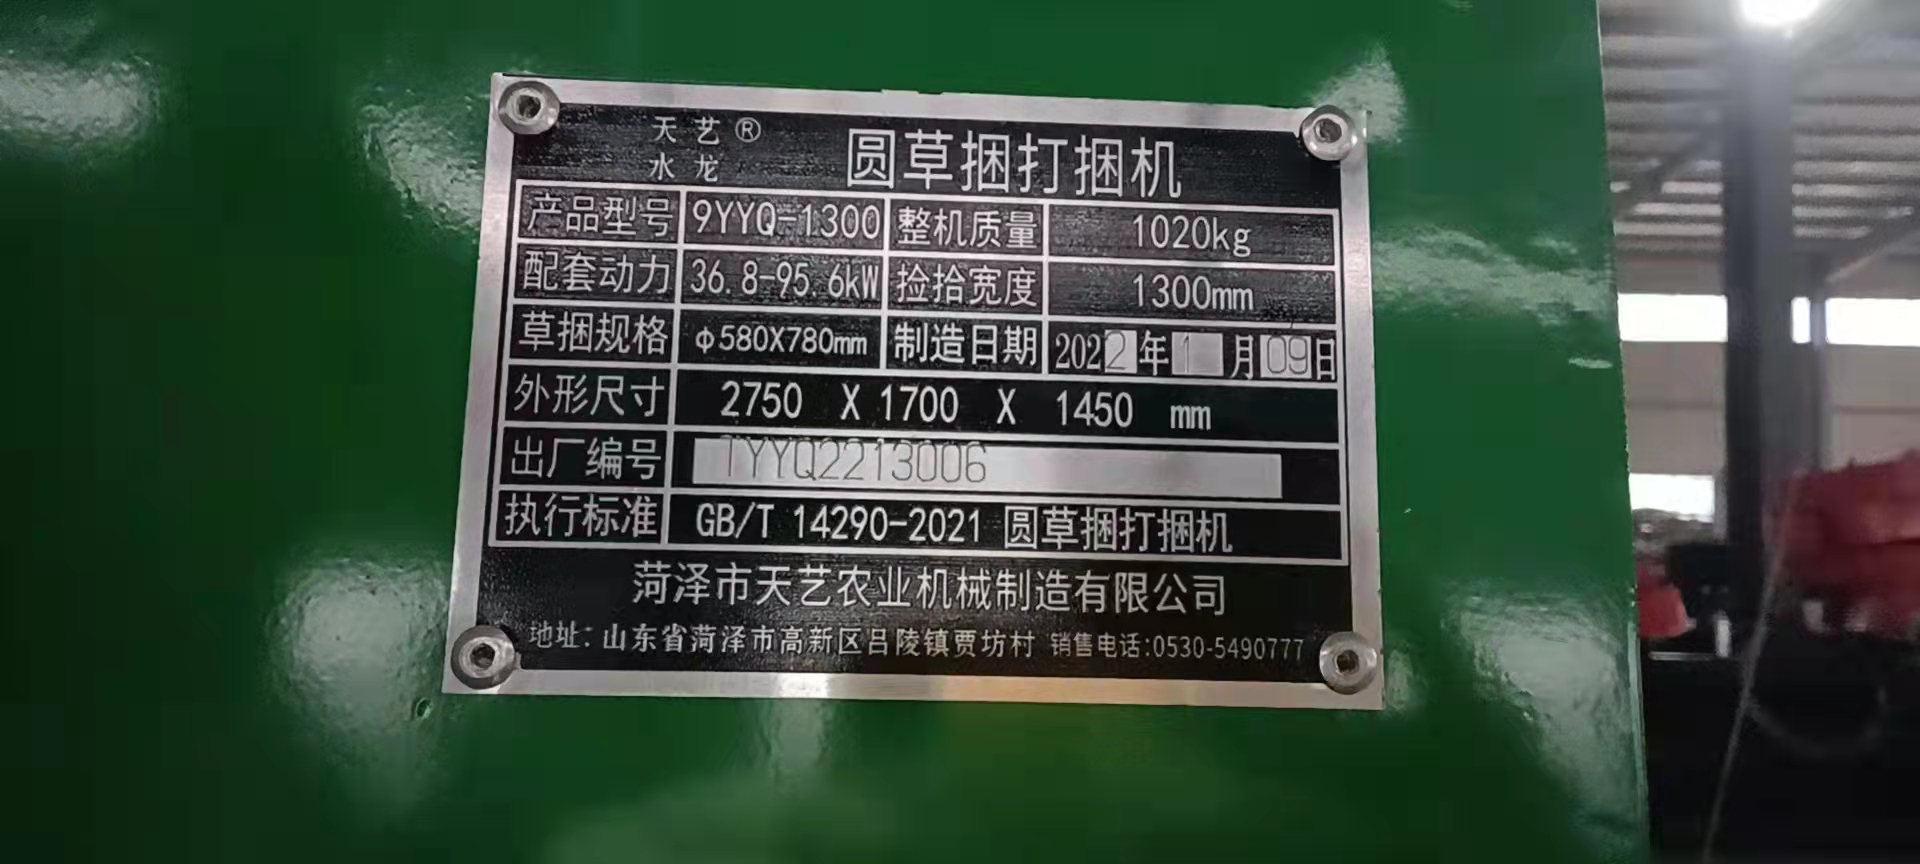 天艺®
水龙
圆草捆打捆机
产品型号 9YYQ-1300 整机质量 1020kg
配套动力 36.8-95.6kW 捡拾宽度 1300mm
草捆规格 φ580X780mm 制造日期 2022年1月09日
外形尺寸 2750 X 1700 X 1450 mm
出厂编号 TYYQ2213006
执行标准 GB/T 14290-2021 圆草捆打捆机
菏泽市天艺农业机械制造有限公司
地址:山东省菏泽市高新区吕陵镇贾坊村 销售电话:0530-5490777